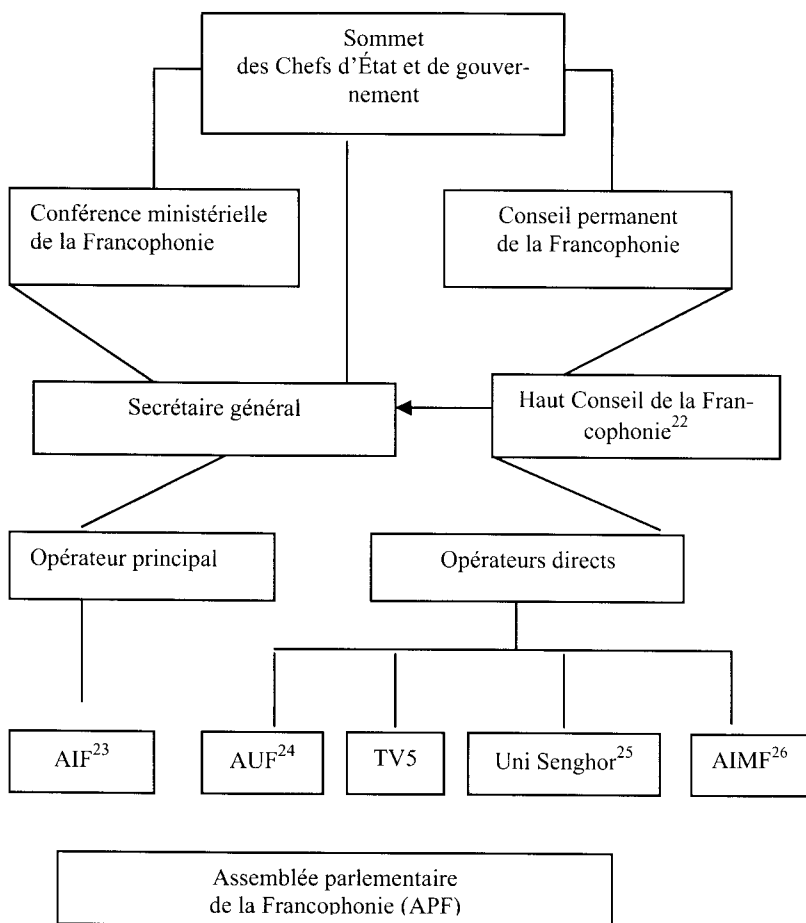 Sommet
des Chefs d'État et de gouver-
nement
Conférence ministérielle
de la Francophonie
Conseil permanent
de la Francophonie
Secrétaire général
Haut Conseil de la Fran-
cophonie22
Opérateur principal
Opérateurs directs
AIF23
AUF24
TV5
Uni Senghor25
AIMF26
Assemblée parlementaire
de la Francophonie (APF)